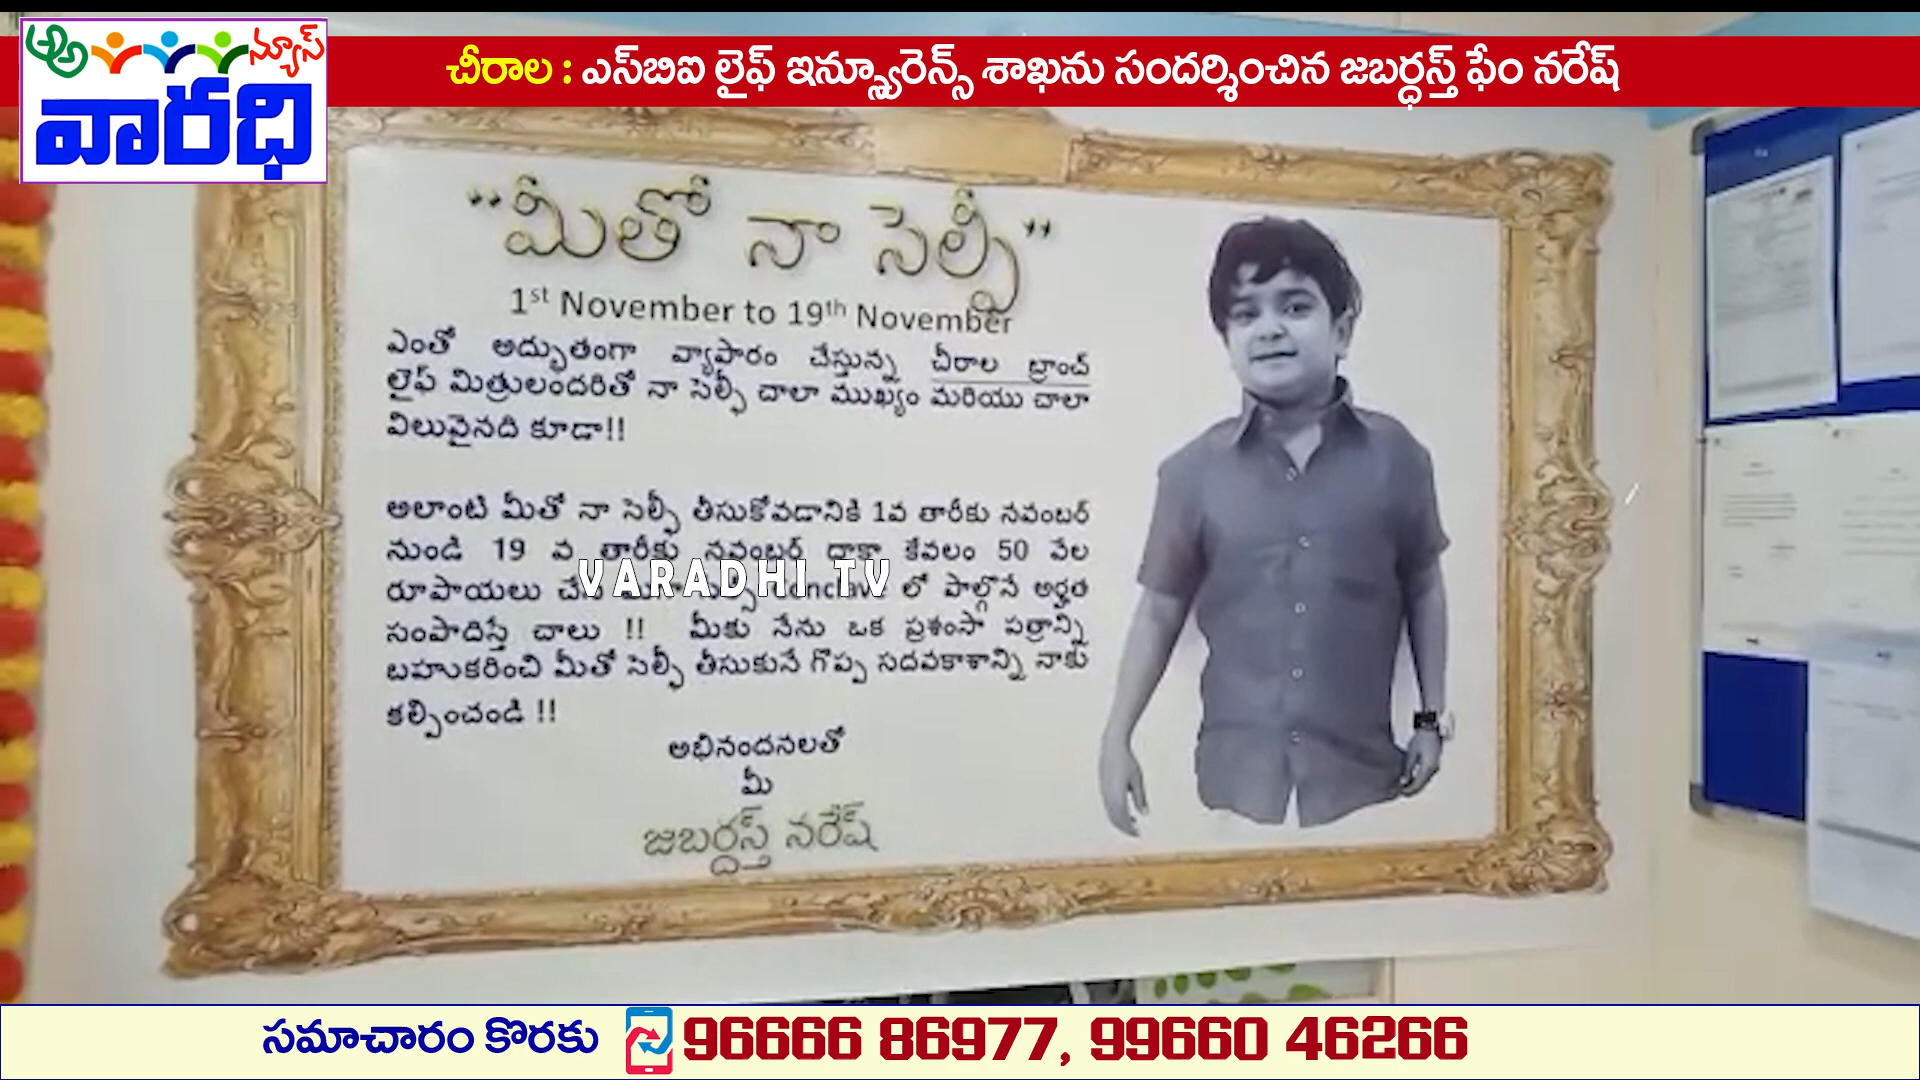 అఆ న్యూస్
వారధి
చీరాల : ఎస్‌బిఐ లైఫ్ ఇన్స్యూరెన్స్ శాఖను సందర్శించిన జబర్ధస్త్ ఫేం నరేష్
“మీతో నా సెల్ఫీ”
1st November to 19th November
ఎంతో అద్భుతంగా వ్యాపారం చేస్తున్న చీరాల బ్రాంచ్
లైఫ్ మిత్రులందరితో నా సెల్ఫీ చాలా ముఖ్యం మరియు చాలా
విలువైనది కూడా!!
అలాంటి మీతో నా సెల్ఫీ తీసుకోవడానికి 1వ తారీకు నవంబర్
నుండి 19 వ తారీకు నవంబర్ దాకా కేవలం 50 వేల
రూపాయలు లో పాల్గొనే అర్హత
VARADHI TV
సంపాదిస్తే చాలు !! మీకు నేను ఒక ప్రశంసా పత్రాన్ని
బహుకరించి మీతో సెల్ఫీ తీసుకునే గొప్ప సదవకాశాన్ని నాకు
కల్పించండి !!
అభినందనలతో
మీ
జబర్దస్త్ నరేష్
సమాచారం కొరకు 96666 86977, 99660 46266